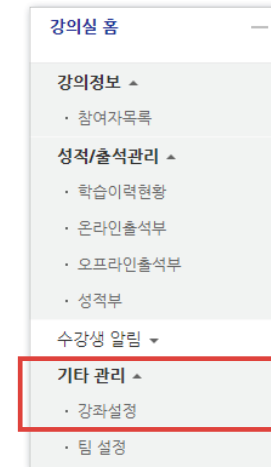 강의실 홈
강의정보 ▲
· 참여자목록
성적/출석관리 ▲
· 학습이력현황
· 온라인출석부
· 오프라인출석부
· 성적부
수강생 알림 ▼
기타 관리 ▲
· 강좌설정
· 팀 설정